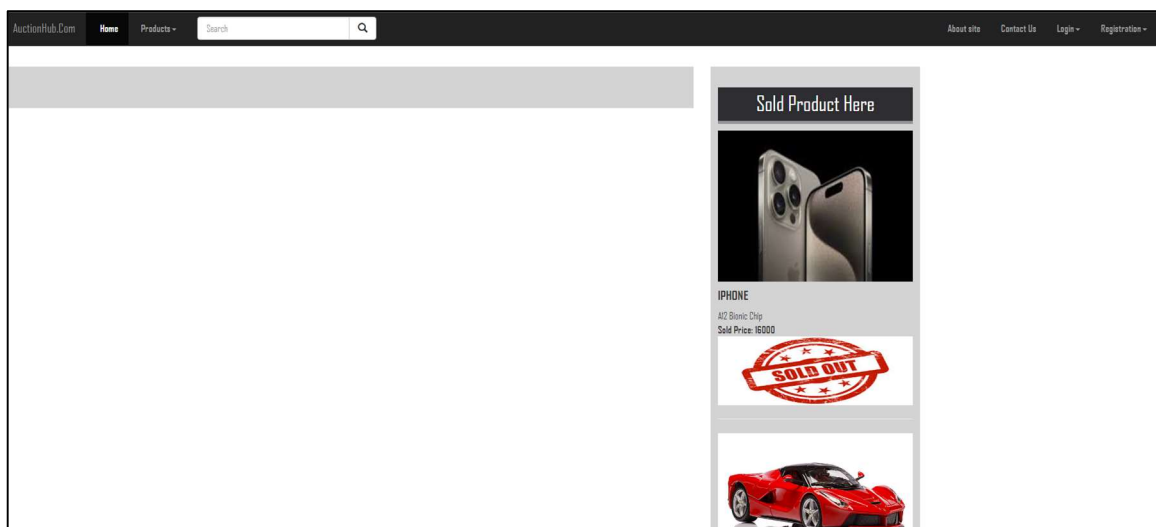 AuctionHub.Com Home Products Search About site Contact Us Login Registration
Sold Product Here
IPHONE
A12 Bionic Chip
Sold Price: 16000
SOLD OUT